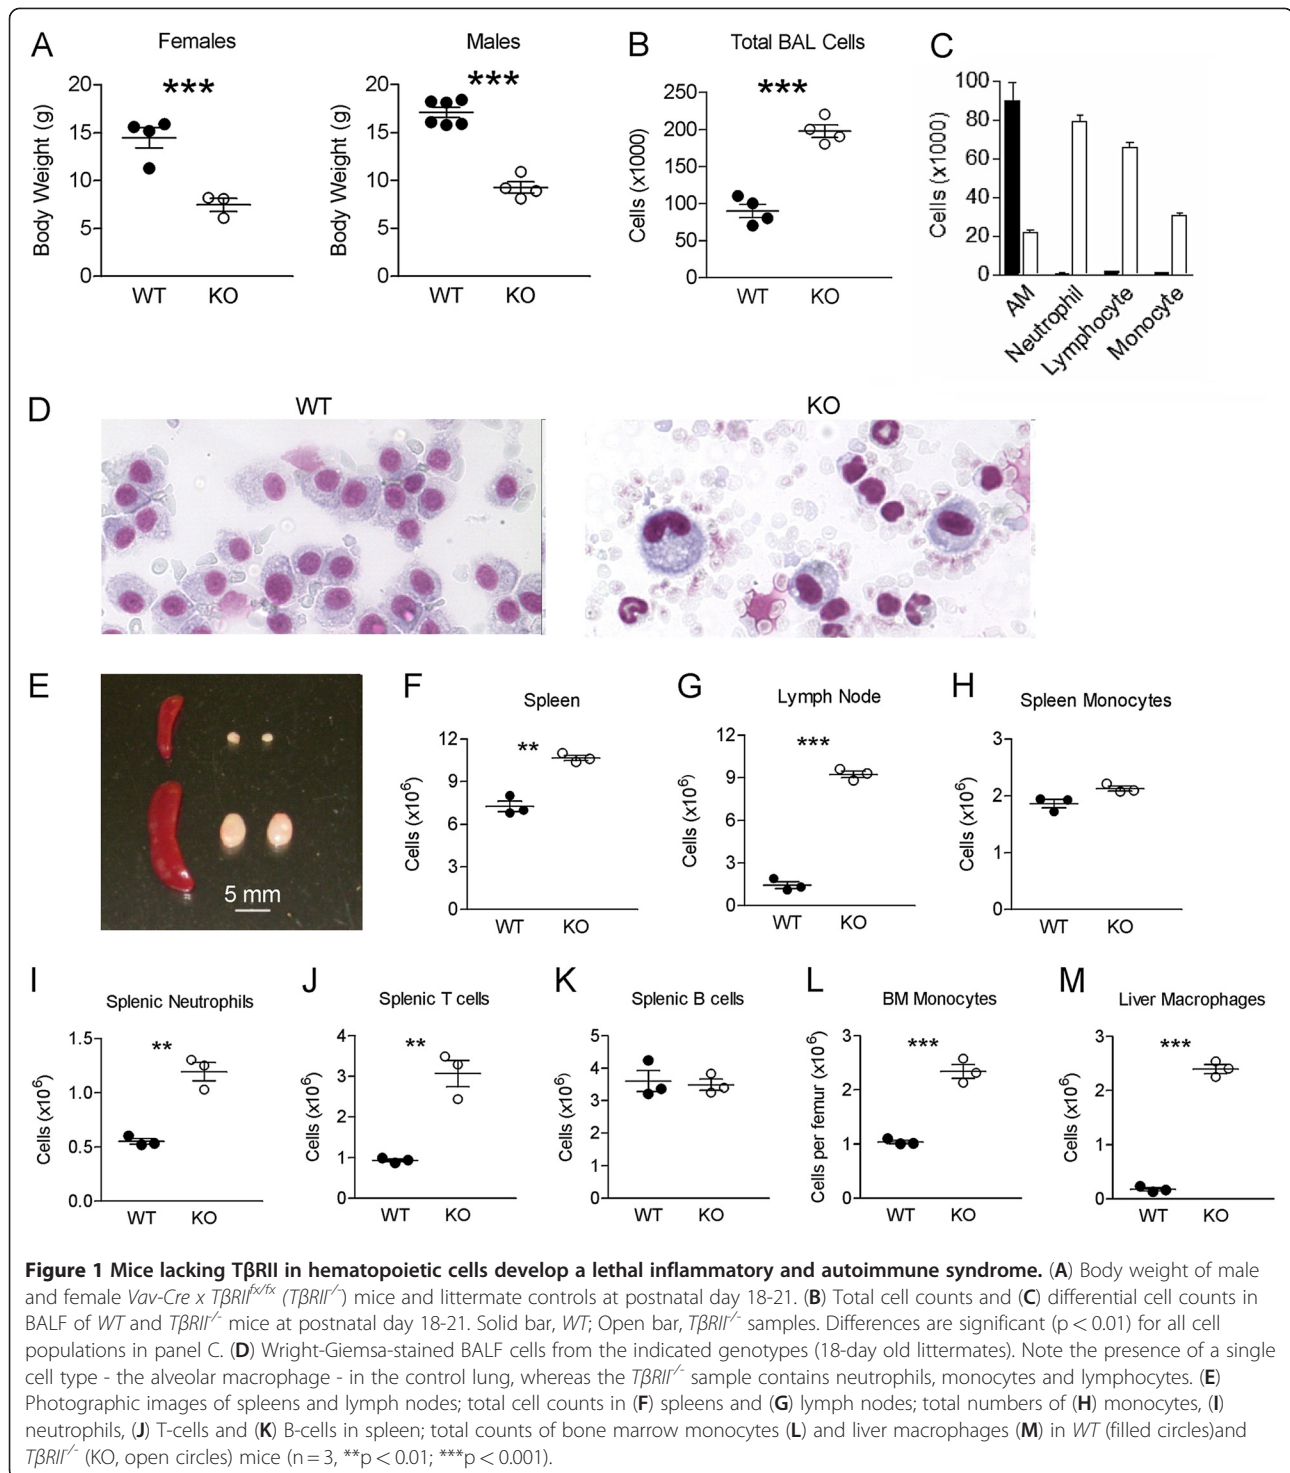 A
Females
***
Body Weight (g)
20
15
10
5
0
WT KO
Males
***
Body Weight (g)
20
15
10
5
0
WT KO
B
Total BAL Cells
***
Cells (x1000)
250
200
150
100
50
0
WT KO
C
Cells (x1000)
100
80
60
40
20
0
AM
Neutrophil
Lymphocyte
Monocyte
D
WT
KO
E
5 mm
F
Spleen
**
Cells (x10⁶)
12
9
6
3
0
WT KO
G
Lymph Node
***
Cells (x10⁶)
12
9
6
3
0
WT KO
H
Spleen Monocytes
Cells (x10⁶)
3
2
1
0
WT KO
I
Splenic Neutrophils
**
Cells (x10⁶)
1.5
1.0
0.5
0.0
WT KO
J
Splenic T cells
**
Cells (x10⁶)
4
3
2
1
0
WT KO
K
Splenic B cells
Cells (x10⁶)
5
4
3
2
1
0
WT KO
L
BM Monocytes
***
Cells per femur (x10⁶)
3
2
1
0
WT KO
M
Liver Macrophages
***
Cells (x10⁶)
3
2
1
0
WT KO
Figure 1 Mice lacking TβRII in hematopoietic cells develop a lethal inflammatory and autoimmune syndrome. (A) Body weight of male
and female Vav-Cre x TβRII^fx/fx (TβRII^-/-) mice and littermate controls at postnatal day 18-21. (B) Total cell counts and (C) differential cell counts in
BALF of WT and TβRII^-/- mice at postnatal day 18-21. Solid bar, WT; Open bar, TβRII^-/- samples. Differences are significant (p < 0.01) for all cell
populations in panel C. (D) Wright-Giemsa-stained BALF cells from the indicated genotypes (18-day old littermates). Note the presence of a single
cell type - the alveolar macrophage - in the control lung, whereas the TβRII^-/- sample contains neutrophils, monocytes and lymphocytes. (E)
Photographic images of spleens and lymph nodes; total cell counts in (F) spleens and (G) lymph nodes; total numbers of (H) monocytes, (I)
neutrophils, (J) T-cells and (K) B-cells in spleen; total counts of bone marrow monocytes (L) and liver macrophages (M) in WT (filled circles)and
TβRII^-/- (KO, open circles) mice (n = 3, **p < 0.01; ***p < 0.001).